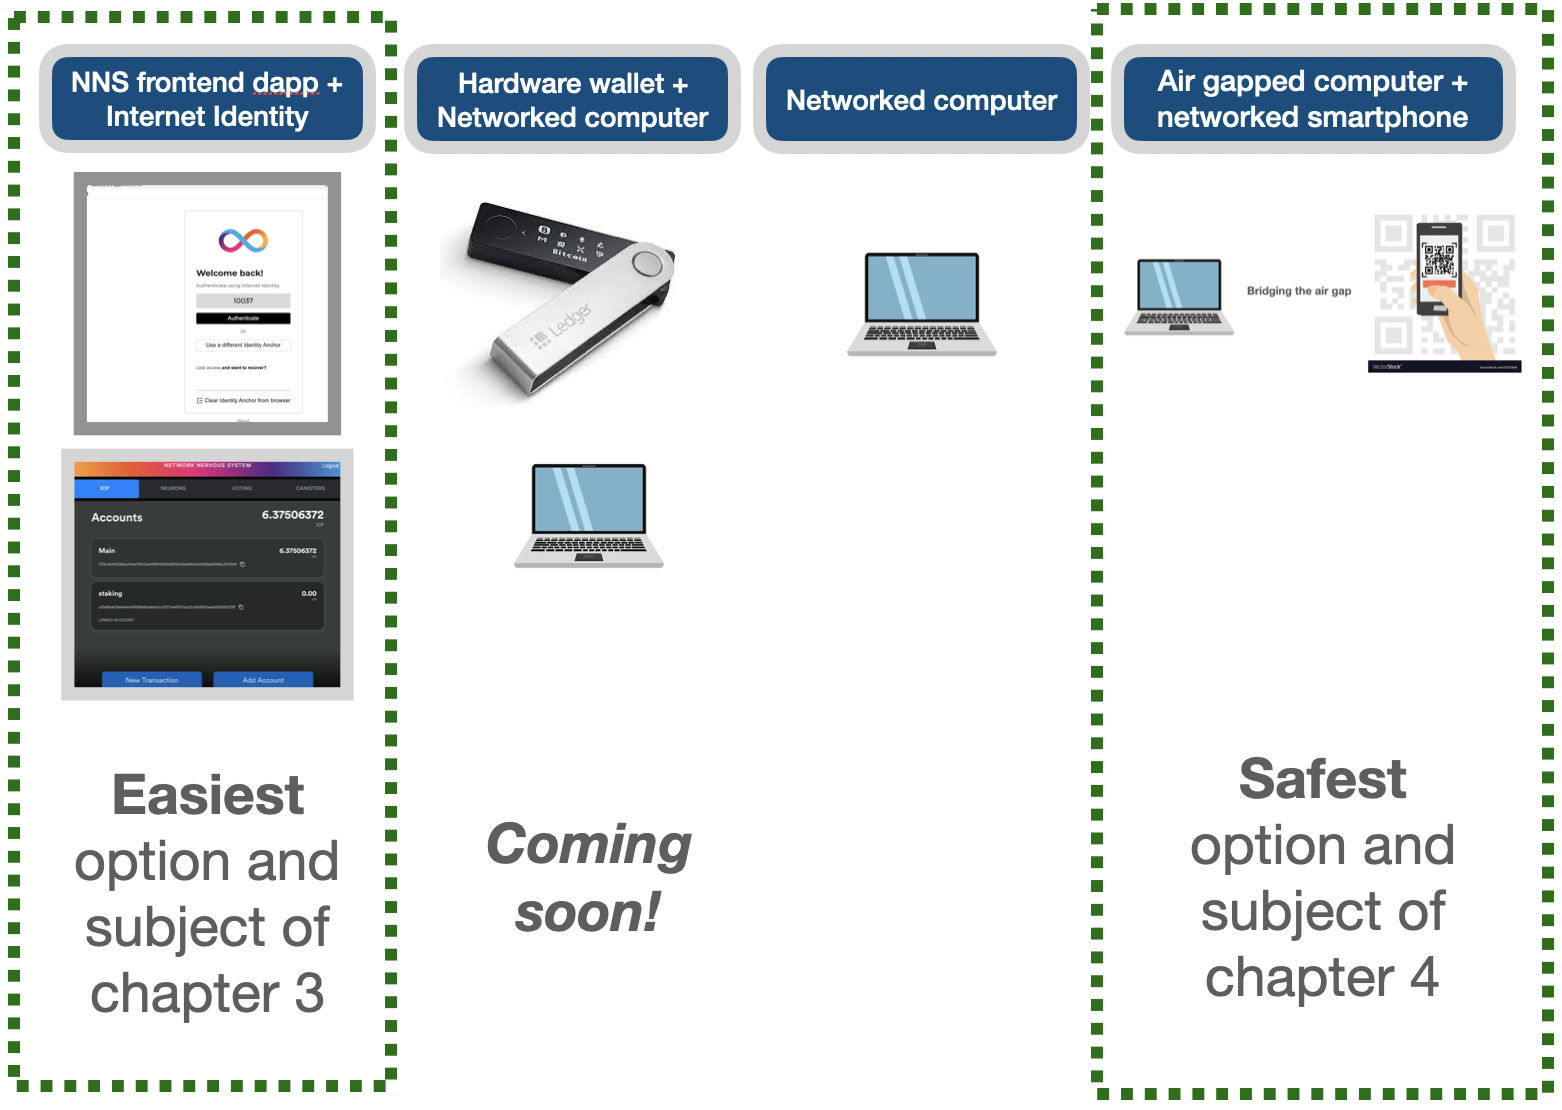 NNS frontend dapp +
Internet Identity
Hardware wallet +
Networked computer
Networked computer
Air gapped computer +
networked smartphone
Welcome back!
Authenticate using Internet Identity
10037
Authenticate
Or
Use a different Identity Anchor
Lost access and want to recover?
Clear Identity Anchor from browser
About
Bitcoin
Ledger
Bridging the air gap
VectorStock
NETWORK NERVOUS SYSTEM
Logout
ICP
NEURONS
VOTING
CANISTERS
Accounts
6.37506372
ICP
Main
6.37506372
staking
0.00
LINKED ACCOUNT
New Transaction
Add Account
Easiest
option and
subject of
chapter 3
Coming
soon!
Safest
option and
subject of
chapter 4